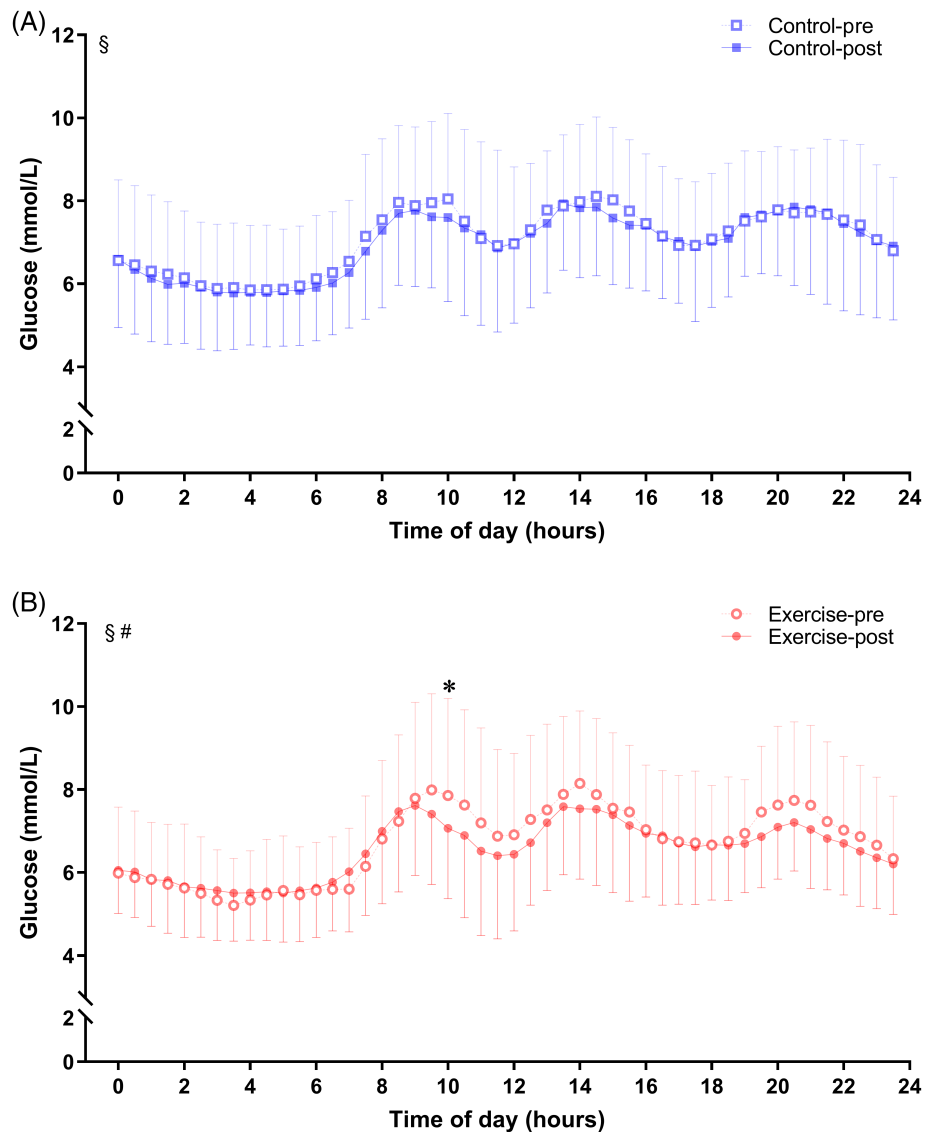 (A)
12
§
Control-pre
Control-post
10
8
6
4
2
0
Glucose (mmol/L)
0 2 4 6 8 10 12 14 16 18 20 22 24
Time of day (hours)
(B)
12
§ #
Exercise-pre
Exercise-post
*
10
8
6
4
2
0
Glucose (mmol/L)
0 2 4 6 8 10 12 14 16 18 20 22 24
Time of day (hours)